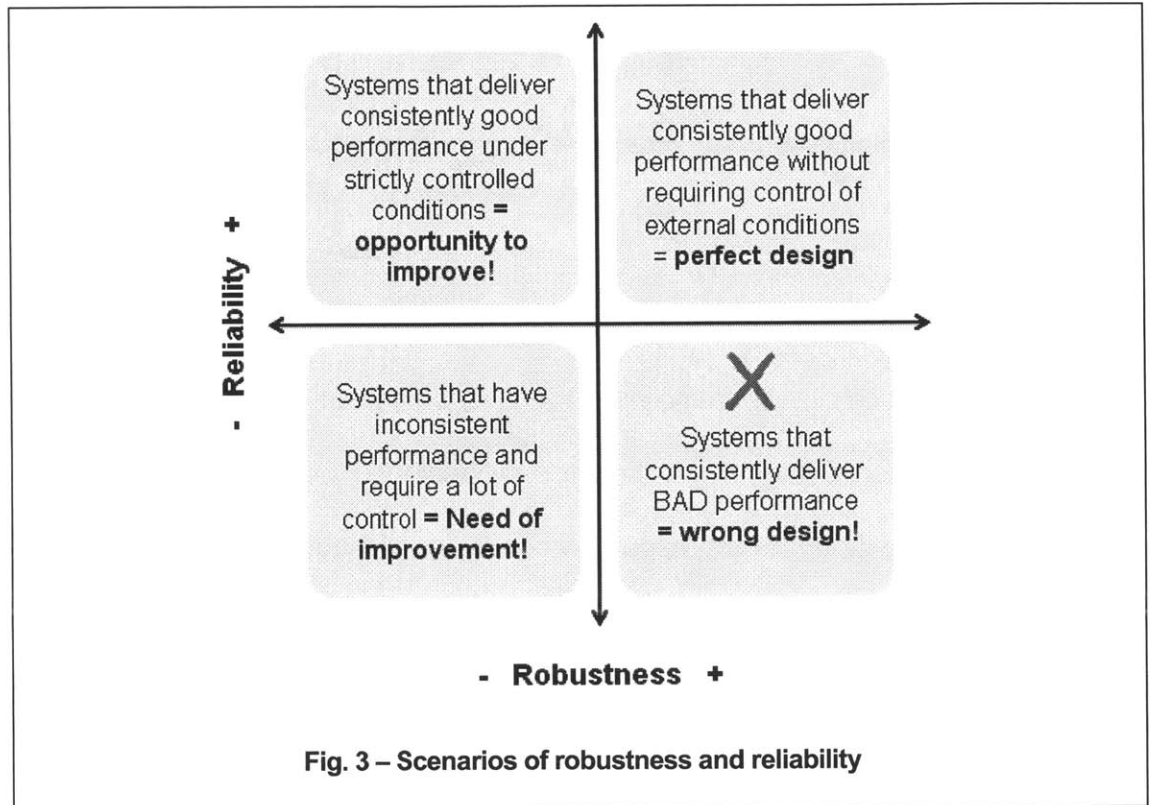 Systems that deliver
consistently good
performance under
strictly controlled
conditions =
opportunity to
improve!
Systems that deliver
consistently good
performance without
requiring control of
external conditions
= perfect design
- Reliability +
Systems that have
inconsistent
performance and
require a lot of
control = Need of
improvement!
X
Systems that
consistently deliver
BAD performance
= wrong design!
- Robustness +
Fig. 3 – Scenarios of robustness and reliability